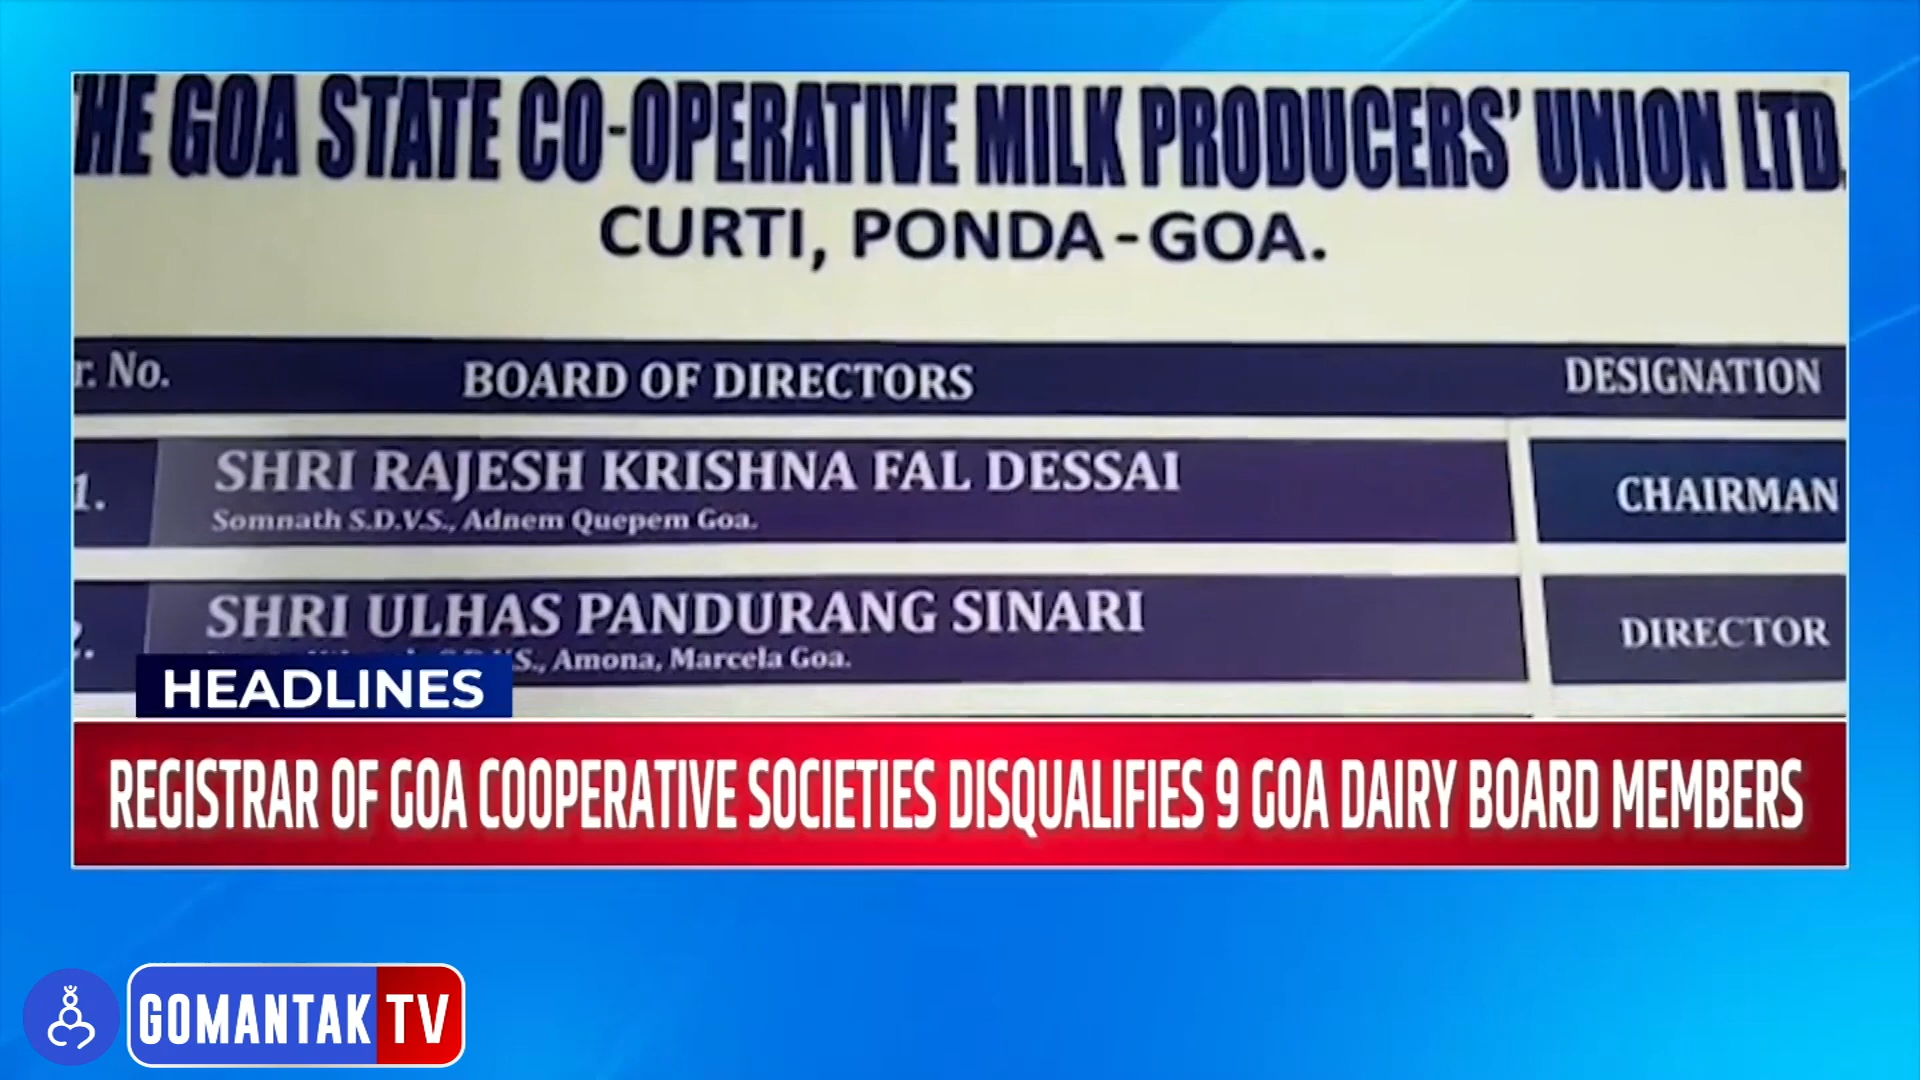 HE GOA STATE CO-OPERATIVE MILK PRODUCERS' UNION LTD.
CURTI, PONDA - GOA.
r. No. BOARD OF DIRECTORS DESIGNATION
1. SHRI RAJESH KRISHNA FAL DESSAI CHAIRMAN
Somnath S.D.V.S., Adnem Quepem Goa.
2. SHRI ULHAS PANDURANG SINARI DIRECTOR
Amona, Marcela Goa.
HEADLINES
REGISTRAR OF GOA COOPERATIVE SOCIETIES DISQUALIFIES 9 GOA DAIRY BOARD MEMBERS
GOMANTAK TV